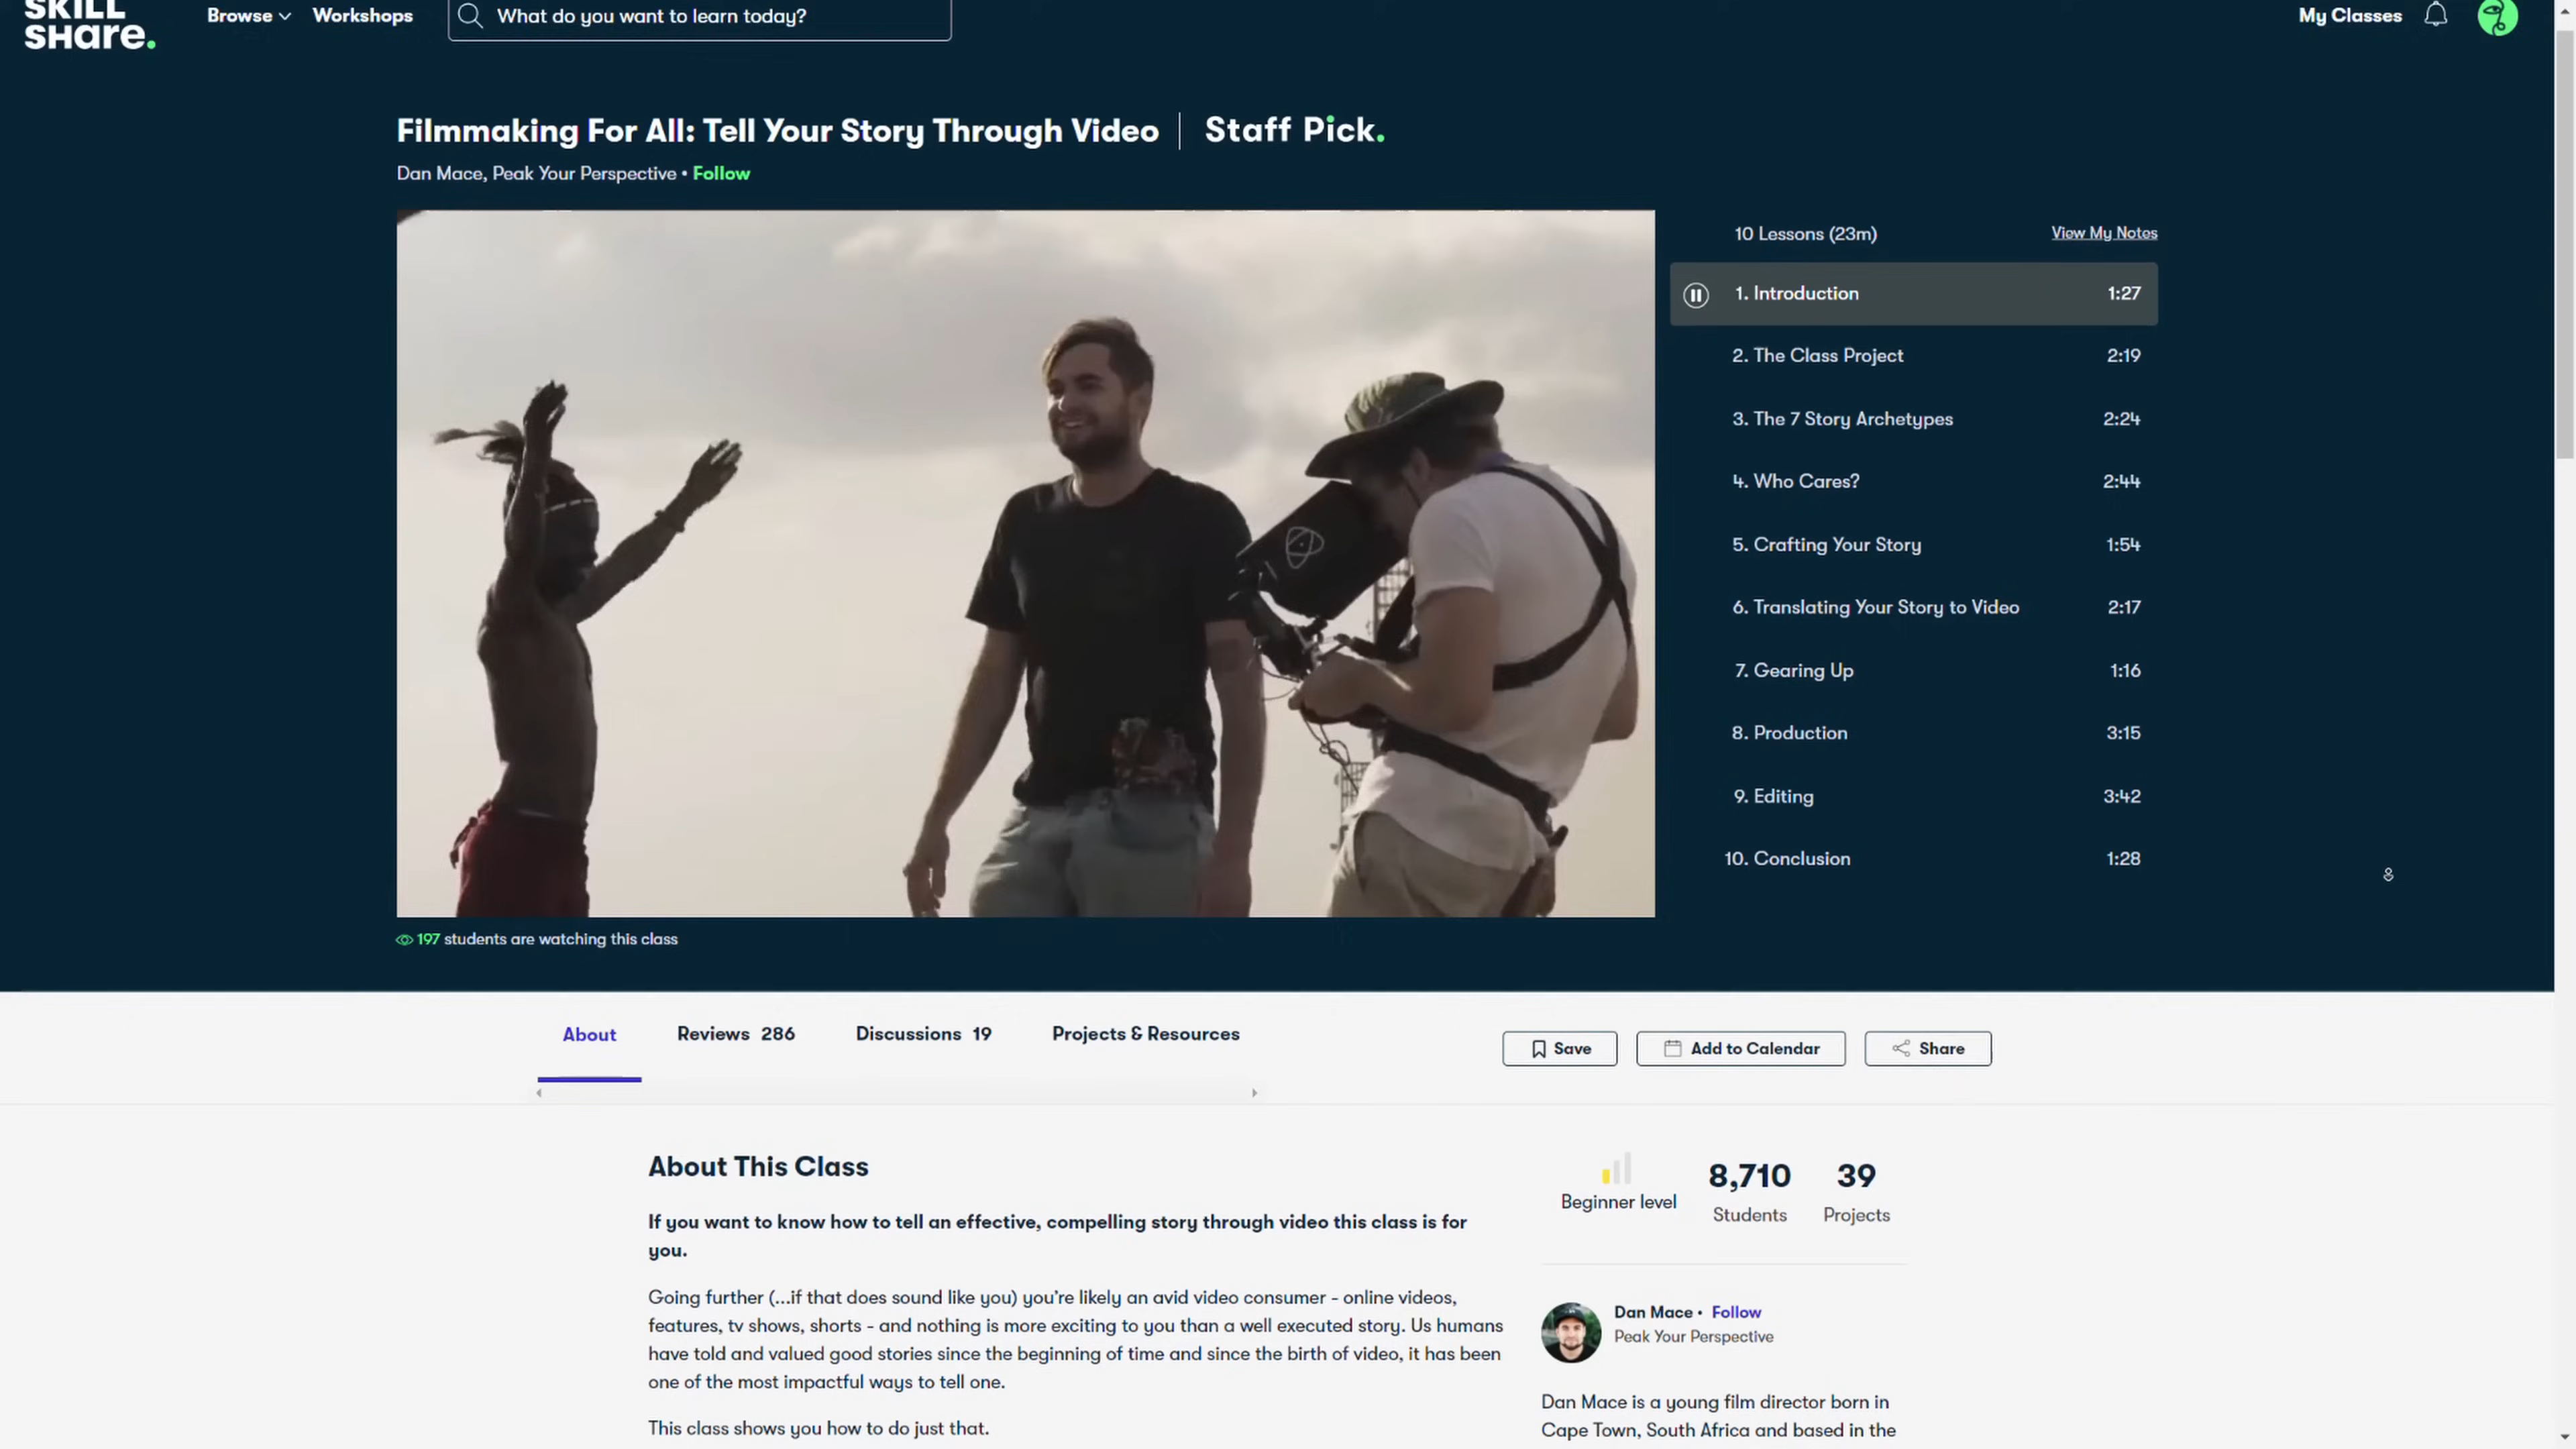 SKILL
SHare.
Browse
Workshops
What do you want to learn today?
My Classes
Filmmaking For All: Tell Your Story Through Video
Staff Pick.
Dan Mace, Peak Your Perspective • Follow
10 Lessons (23m)
View My Notes
1. Introduction 1:27
2. The Class Project 2:19
3. The 7 Story Archetypes 2:24
4. Who Cares? 2:44
5. Crafting Your Story 1:54
6. Translating Your Story to Video 2:17
7. Gearing Up 1:16
8. Production 3:15
9. Editing 3:42
10. Conclusion 1:28
197 students are watching this class
About
Reviews 286
Discussions 19
Projects & Resources
Save
Add to Calendar
Share
About This Class
If you want to know how to tell an effective, compelling story through video this class is for
you.
Going further (...if that does sound like you) you’re likely an avid video consumer - online videos,
features, tv shows, shorts - and nothing is more exciting to you than a well executed story. Us humans
have told and valued good stories since the beginning of time and since the birth of video, it has been
one of the most impactful ways to tell one.
This class shows you how to do just that.
Beginner level
8,710
Students
39
Projects
Dan Mace • Follow
Peak Your Perspective
Dan Mace is a young film director born in
Cape Town, South Africa and based in the